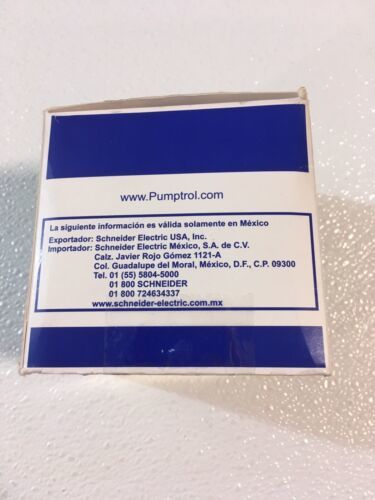 www.Pumptrol.com
La siguiente información es válida solamente en México
Exportador: Schneider Electric USA, Inc.
Importador: Schneider Electric México, S.A. de C.V.
Calz. Javier Rojo Gómez 1121-A
Col. Guadalupe del Moral, México, D.F., C.P. 09300
Tel. 01 (55) 5804-5000
01 800 SCHNEIDER
01 800 724634337
www.schneider-electric.com.mx